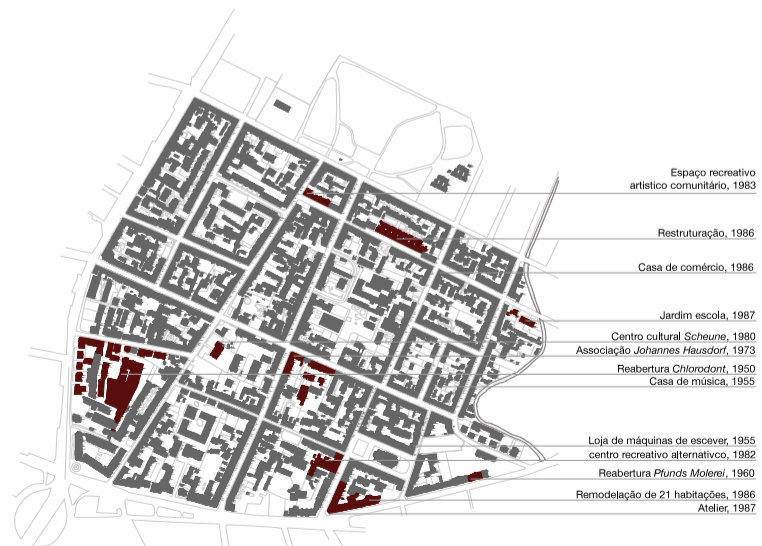 Espaço recreativo
artistico comunitário, 1983
Restruturação, 1986
Casa de comércio, 1986
Jardim escola, 1987
Centro cultural Scheune, 1980
Associação Johannes Hausdorf, 1973
Reabertura Chlorodont, 1950
Casa de música, 1955
Loja de máquinas de escever, 1955
centro recreativo alternativco, 1982
Reabertura Pfunds Molerei, 1960
Remodelação de 21 habitações, 1986
Atelier, 1987